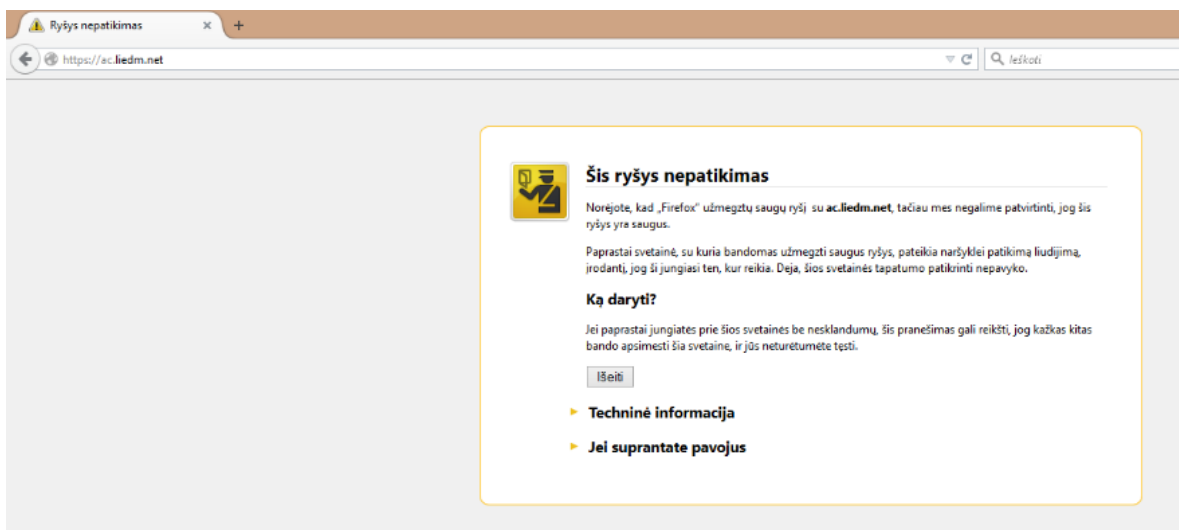 Ryšys nepatikimas
https://ac.liedm.net
Ieškoti
Šis ryšys nepatikimas
Norėjote, kad „Firefox“ užmegztų saugų ryšį su ac.liedm.net, tačiau mes negalime patvirtinti, jog šis
ryšys yra saugus.
Paprastai svetainė, su kuria bandomas užmegzti saugus ryšys, pateikia naršyklei patikimą liudijimą,
įrodantį, jog ši jungiasi ten, kur reikia. Deja, šios svetainės tapatumo patikrinti nepavyko.
Ką daryti?
Jei paprastai jungiatės prie šios svetainės be nesklandumų, šis pranešimas gali reikšti, jog kažkas kitas
bando apsimesti šia svetaine, ir jūs neturėtumėte tęsti.
Išeiti
Techninė informacija
Jei suprantate pavojus